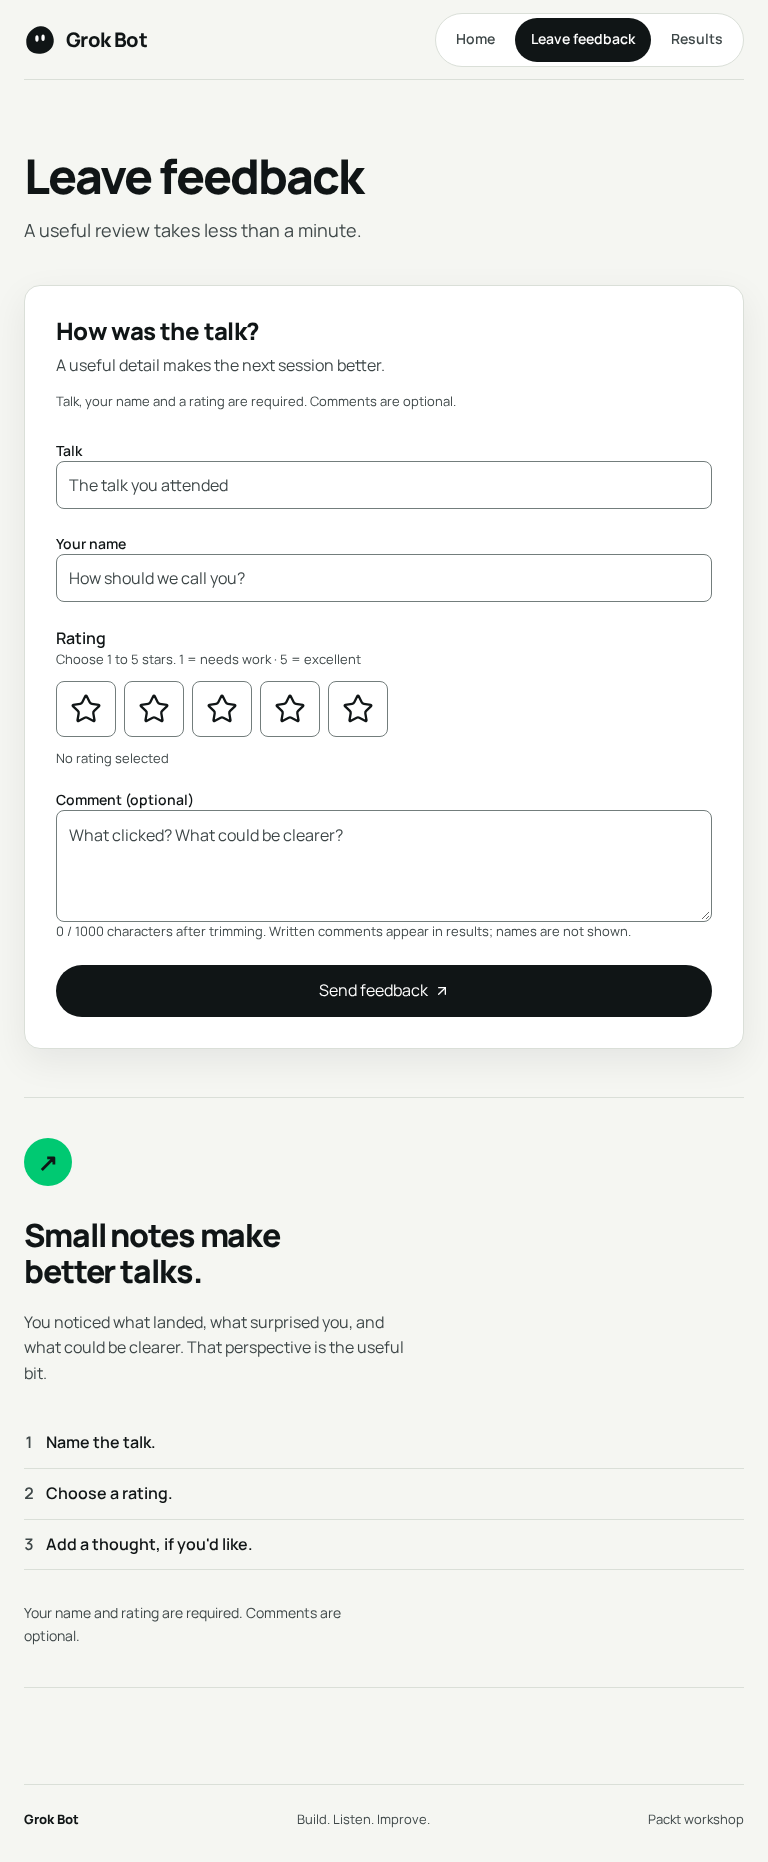 Grok Bot
Home
Leave feedback
Results
Leave feedback
A useful review takes less than a minute.
How was the talk?
A useful detail makes the next session better.
Talk, your name and a rating are required. Comments are optional.
Talk
The talk you attended
Your name
How should we call you?
Rating
Choose 1 to 5 stars. 1 = needs work · 5 = excellent
No rating selected
Comment (optional)
What clicked? What could be clearer?
0 / 1000 characters after trimming. Written comments appear in results; names are not shown.
Send feedback
Small notes make
better talks.
You noticed what landed, what surprised you, and
what could be clearer. That perspective is the useful
bit.
1 Name the talk.
2 Choose a rating.
3 Add a thought, if you'd like.
Your name and rating are required. Comments are
optional.
Grok Bot
Build. Listen. Improve.
Packt workshop